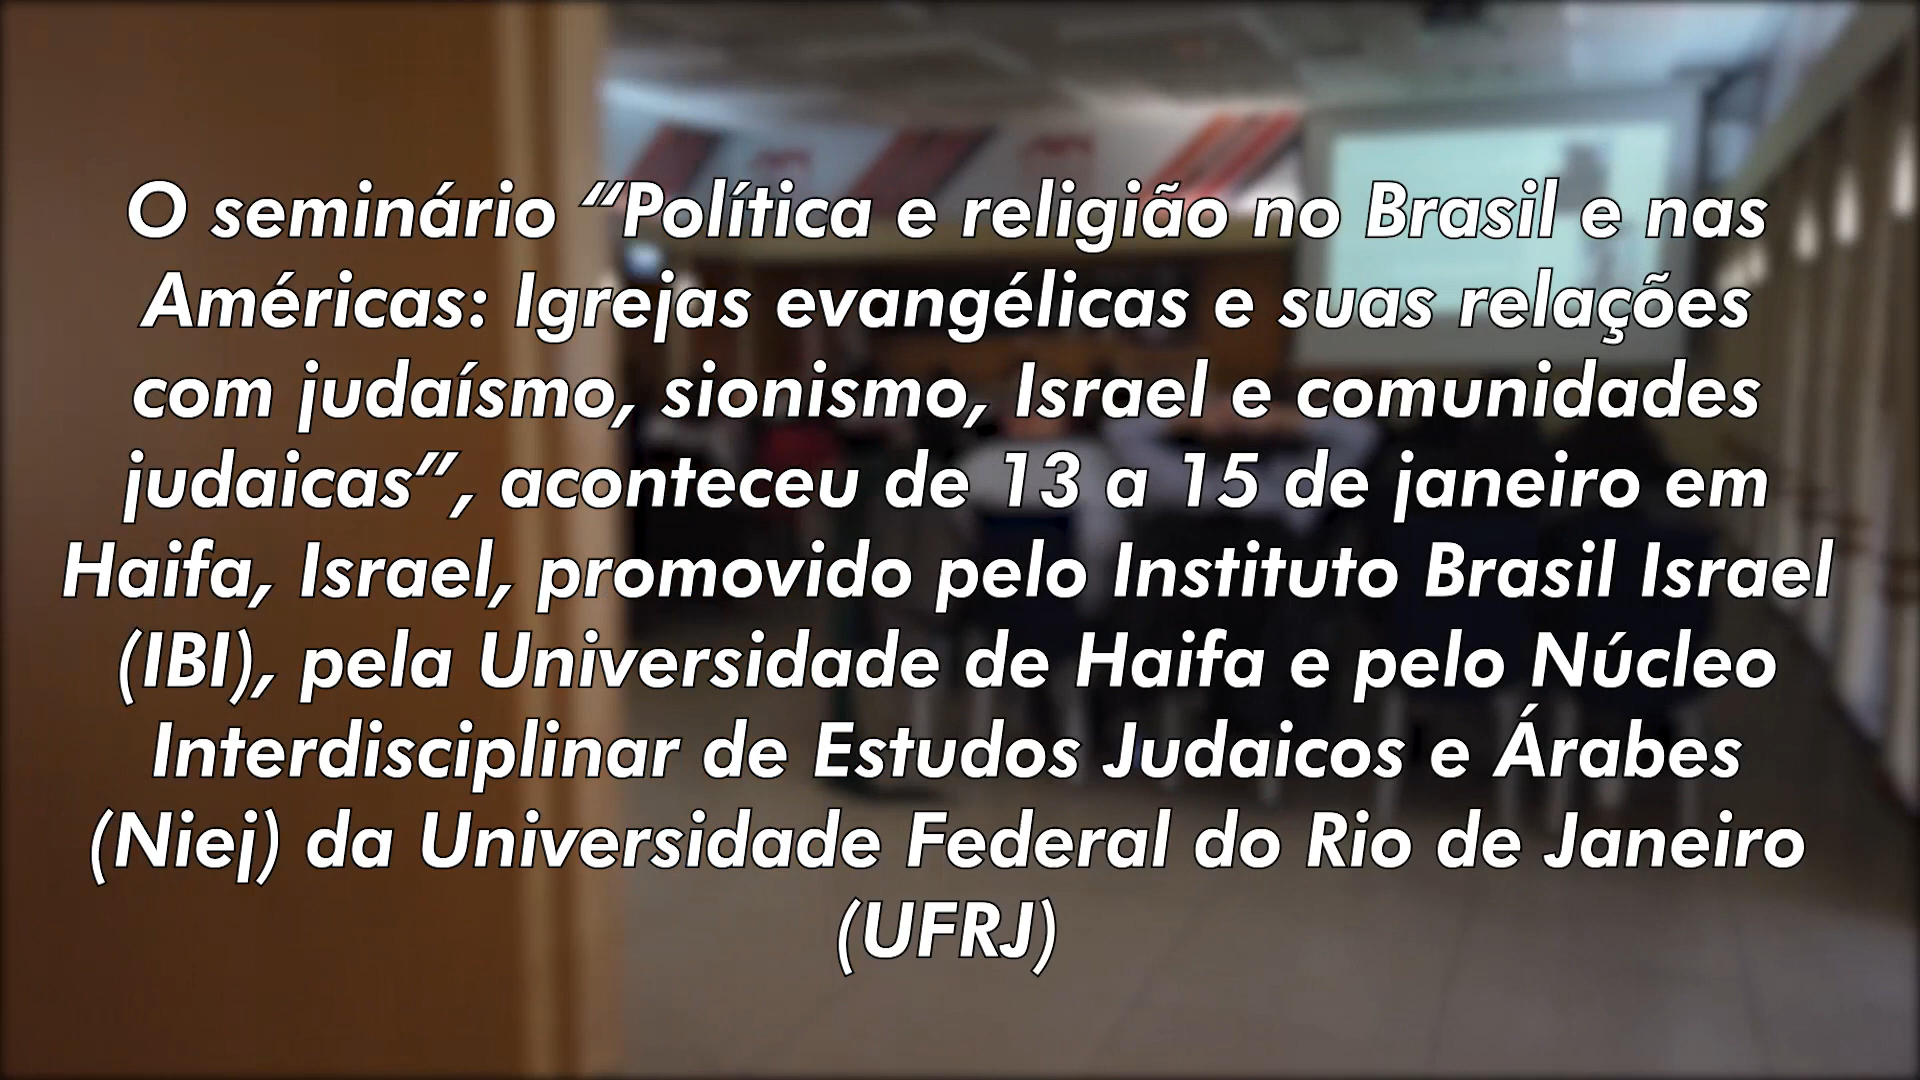 O seminário “Política e religião no Brasil e nas
Américas: Igrejas evangélicas e suas relações
com judaísmo, sionismo, Israel e comunidades
judaicas”, aconteceu de 13 a 15 de janeiro em
Haifa, Israel, promovido pelo Instituto Brasil Israel
(IBI), pela Universidade de Haifa e pelo Núcleo
Interdisciplinar de Estudos Judaicos e Árabes
(Niej) da Universidade Federal do Rio de Janeiro
(UFRJ)